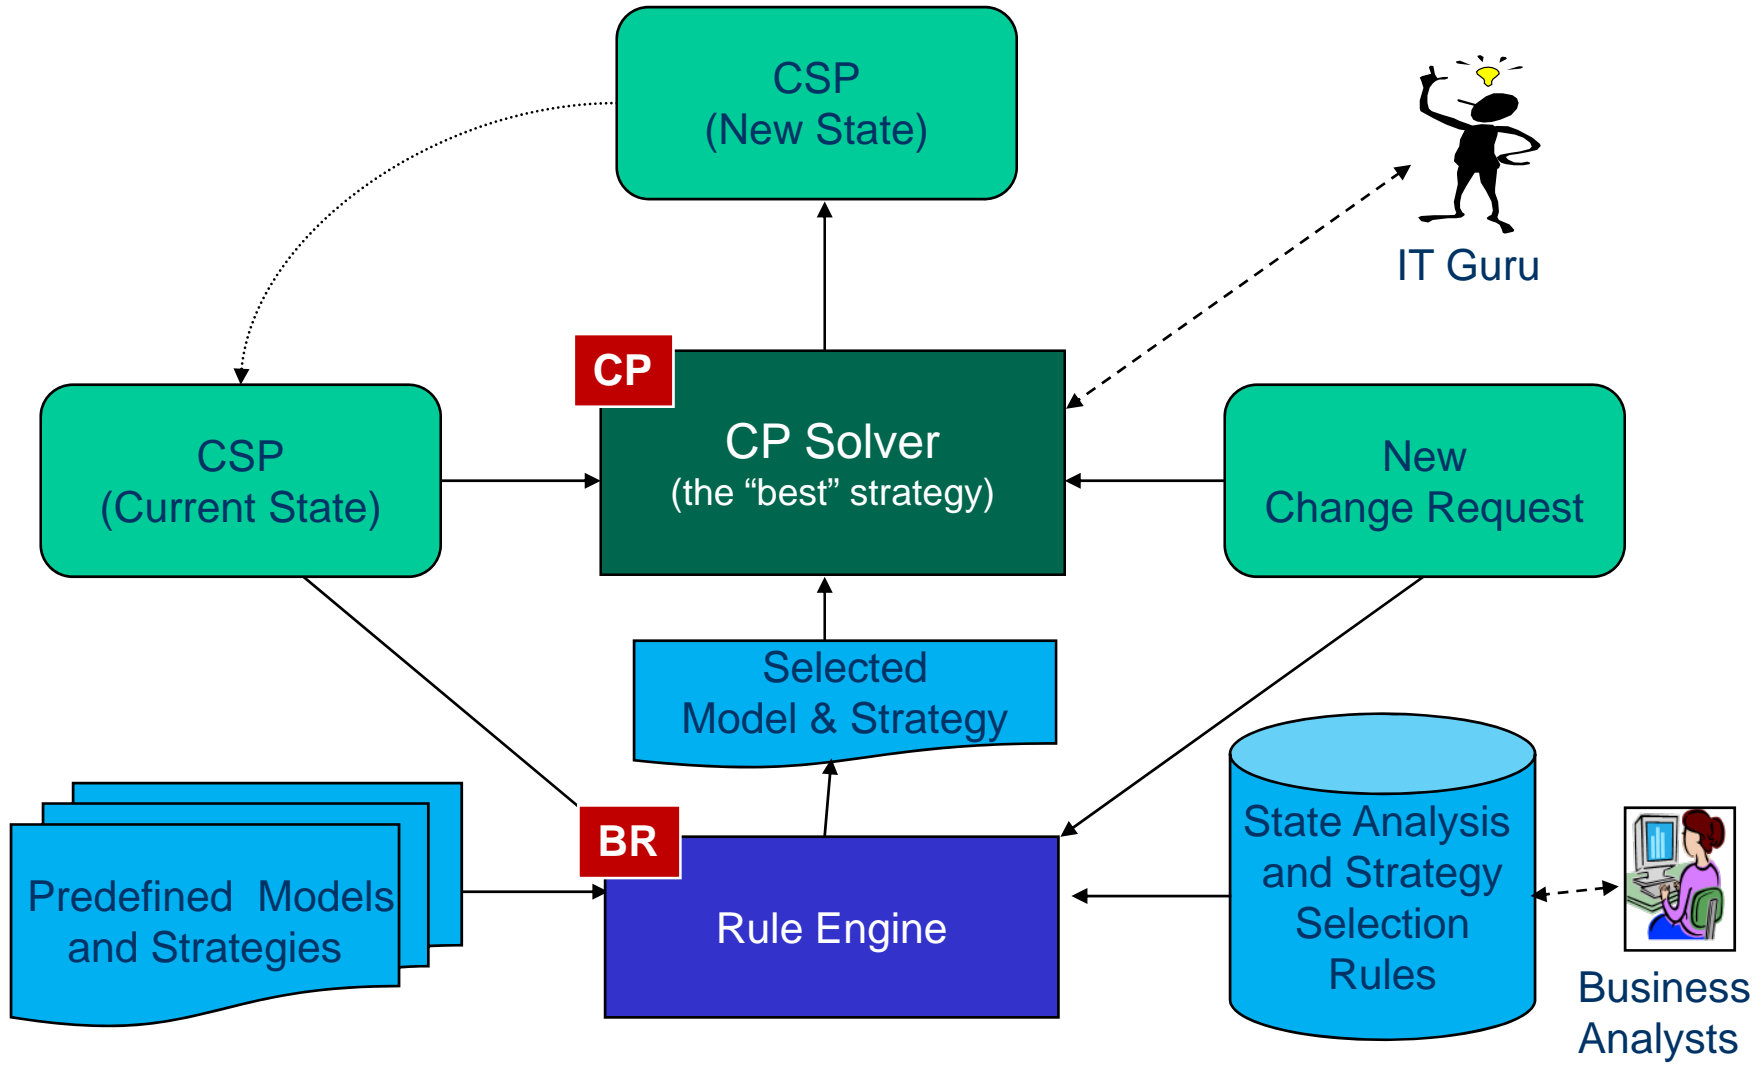 CSP
(New State)
IT Guru
CP
CSP
(Current State)
CP Solver
(the “best” strategy)
New
Change Request
Selected
Model & Strategy
BR
Predefined  Models
and Strategies
Rule Engine
State Analysis
and Strategy
Selection
Rules
Business
Analysts